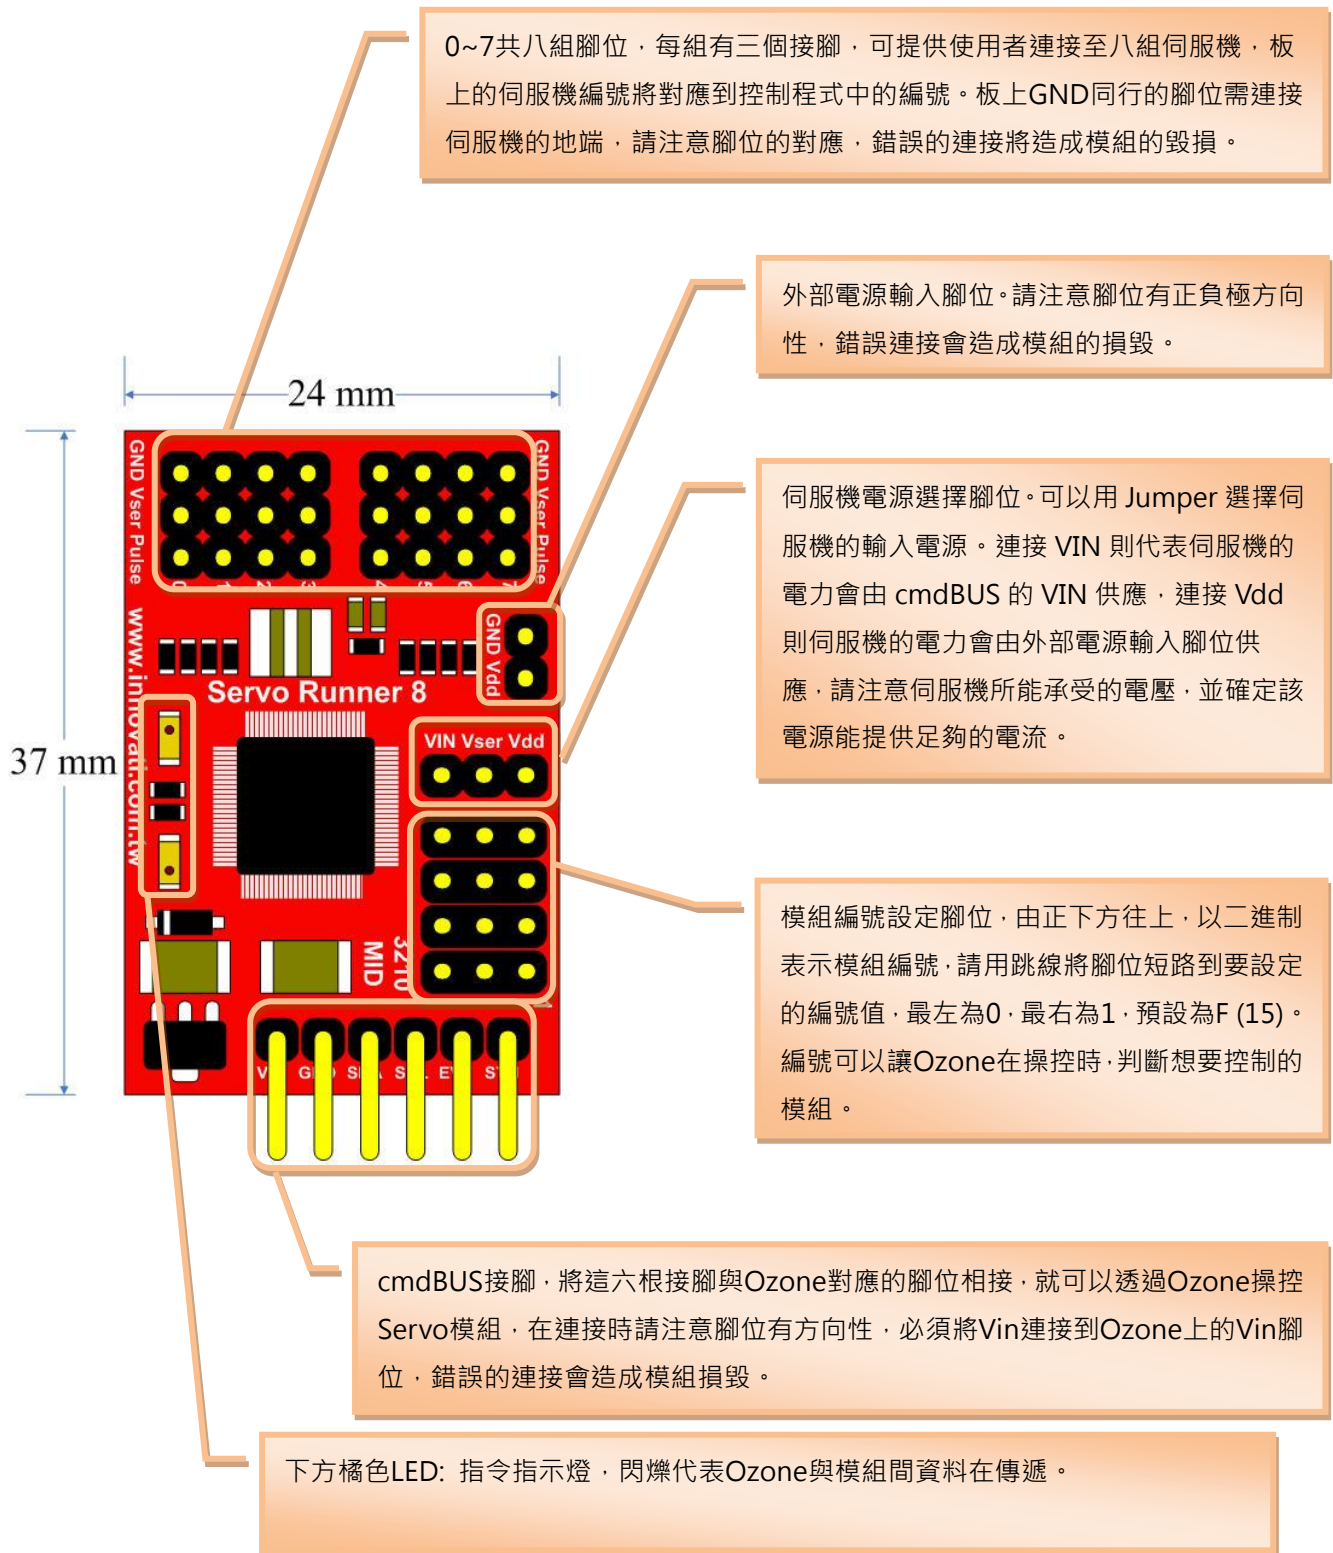 0~7共八組腳位，每組有三個接腳，可提供使用者連接至八組伺服機，板
上的伺服機編號將對應到控制程式中的編號。板上GND同行的腳位需連接
伺服機的地端，請注意腳位的對應，錯誤的連接將造成模組的毀損。
外部電源輸入腳位。請注意腳位有正負極方向
性，錯誤連接會造成模組的損毀。
24 mm
GND Vser Pulse
GND Vser Pulse
伺服機電源選擇腳位。可以用 Jumper 選擇伺
服機的輸入電源。連接 VIN 則代表伺服機的
電力會由 cmdBUS 的 VIN 供應，連接 Vdd
則伺服機的電力會由外部電源輸入腳位供
應，請注意伺服機所能承受的電壓，並確定該
電源能提供足夠的電流。
0 1 2 3 4 5 6 7
www.innovati.com.tw
GND Vdd
Servo Runner 8
VIN Vser Vdd
37 mm
模組編號設定腳位，由正下方往上，以二進制
表示模組編號，請用跳線將腳位短路到要設定
的編號值，最左為0，最右為1，預設為F (15)。
編號可以讓Ozone在操控時，判斷想要控制的
模組。
3210
MID
cmdBUS接腳，將這六根接腳與Ozone對應的腳位相接，就可以透過Ozone操控
Servo模組，在連接時請注意腳位有方向性，必須將Vin連接到Ozone上的Vin腳
位，錯誤的連接會造成模組損毀。
下方橘色LED: 指令指示燈，閃爍代表Ozone與模組間資料在傳遞。